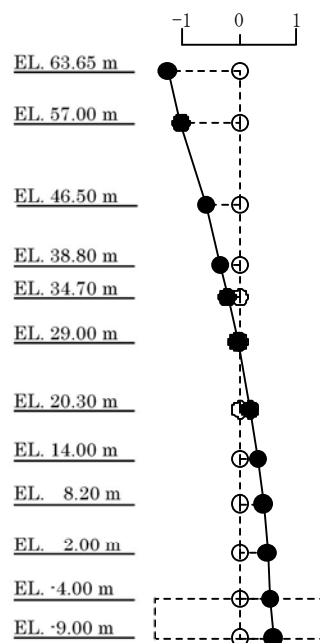 −1 0 1
EL. 63.65 m
EL. 57.00 m
EL. 46.50 m
EL. 38.80 m
EL. 34.70 m
EL. 29.00 m
EL. 20.30 m
EL. 14.00 m
EL. 8.20 m
EL. 2.00 m
EL. -4.00 m
EL. -9.00 m